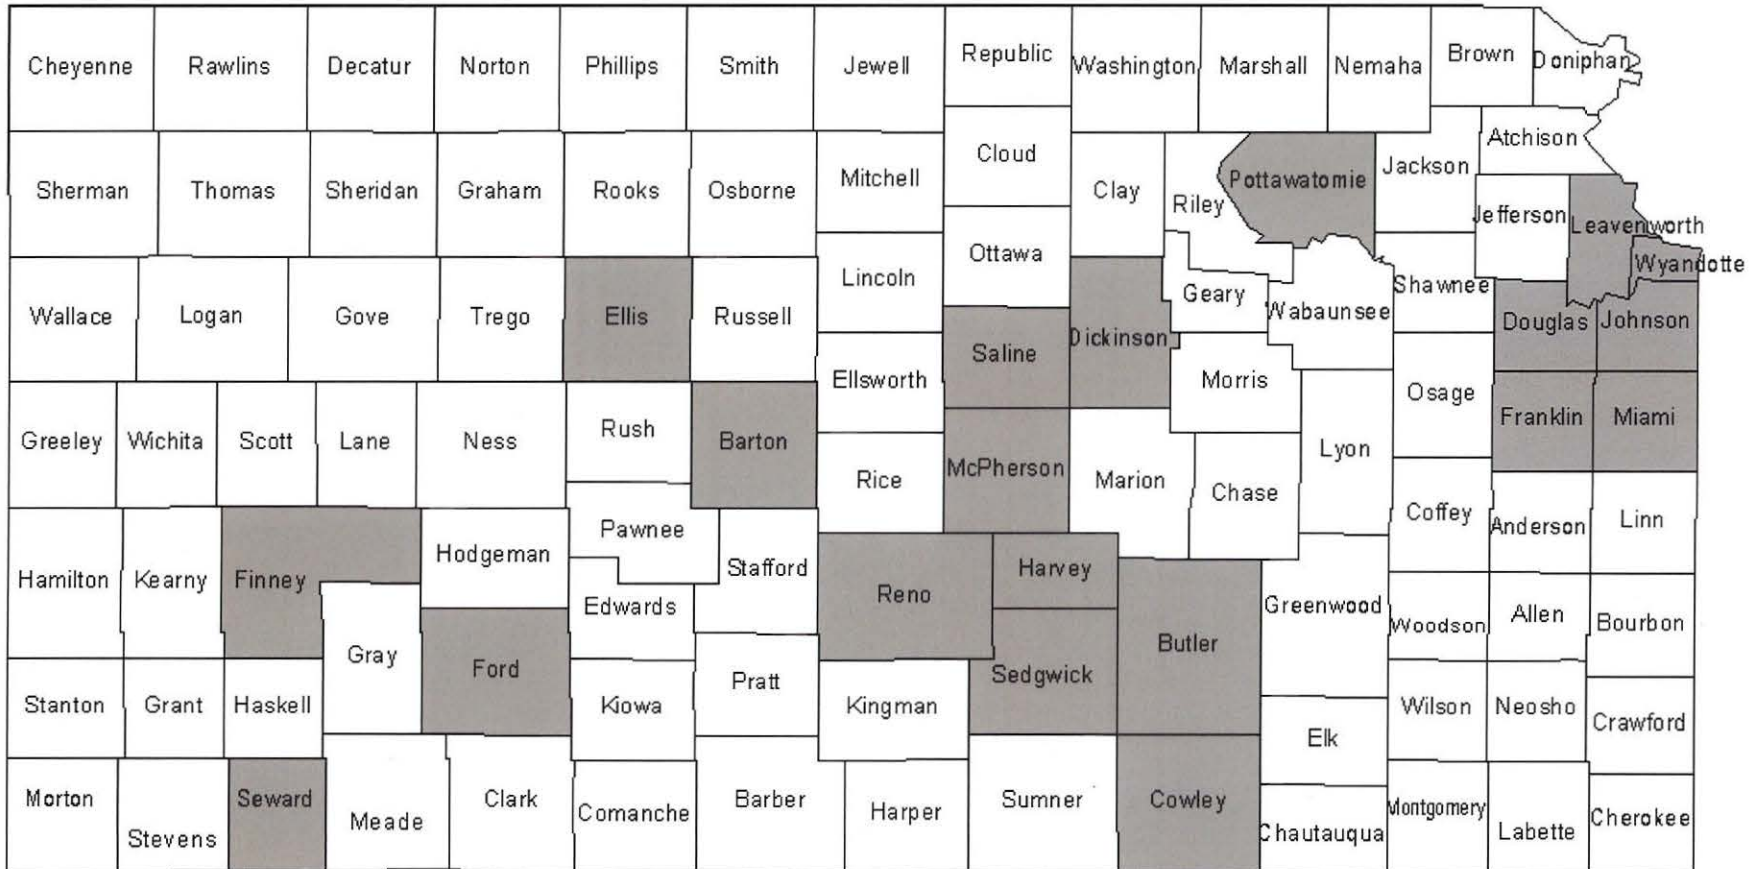 Cheyenne Rawlins Decatur Norton Phillips Smith Jewell Republic Washington Marshall Nemaha Brown Doniphan
Sherman Thomas Sheridan Graham Rooks Osborne Mitchell Cloud Clay Riley Pottawatomie Jackson Atchison
Jefferson Leavenworth
Wyandotte
Wallace Logan Gove Trego Ellis Russell Lincoln Ottawa Dickinson Geary Wabaunsee Shawnee Douglas Johnson
Saline
Greeley Wichita Scott Lane Ness Rush Barton Ellsworth McPherson Marion Morris Chase Lyon Osage Franklin Miami
Rice
Hamilton Kearny Finney Hodgeman Pawnee Stafford Reno Harvey Butler Greenwood Coffey Anderson Linn
Gray Ford Edwards Sedgwick Woodson Allen Bourbon
Stanton Grant Haskell Kiowa Pratt Kingman Elk Wilson Neosho Crawford
Morton Stevens Seward Meade Clark Comanche Barber Harper Sumner Cowley Chautauqua Montgomery Labette Cherokee